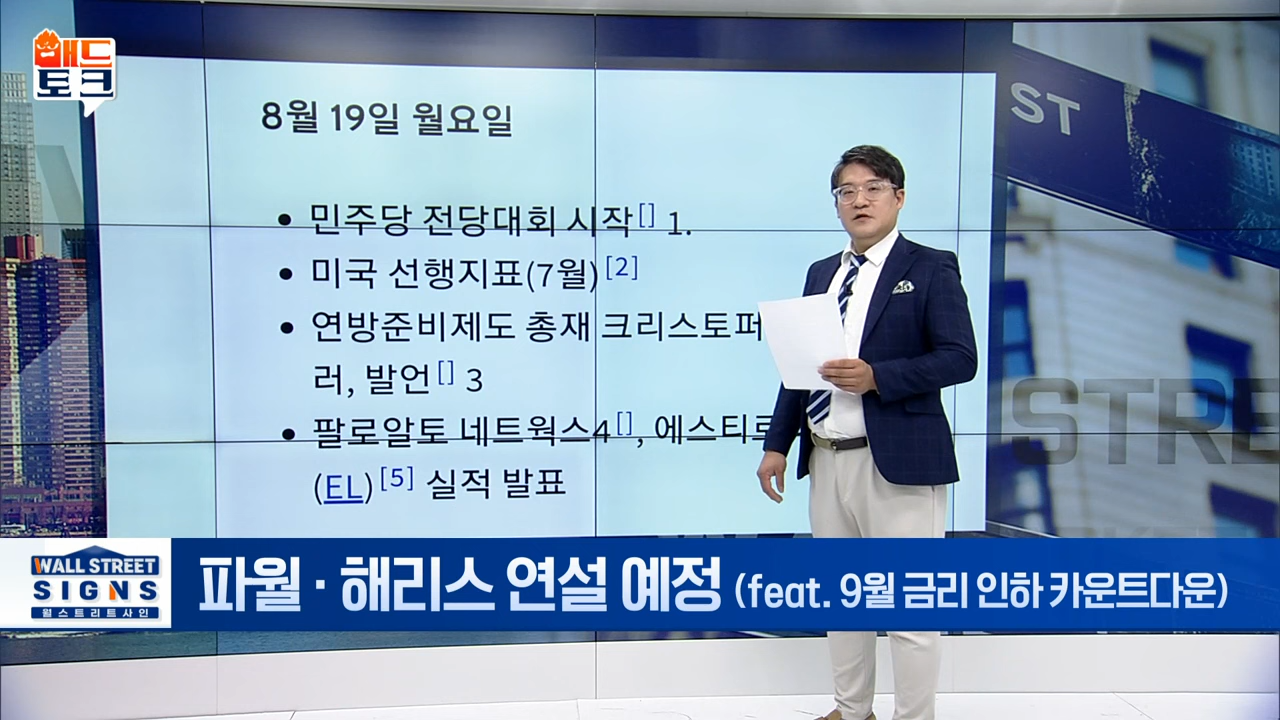 매드
토크
8월 19일 월요일
• 민주당 전당대회 시작[] 1.
• 미국 선행지표(7월)[2]
• 연방준비제도 총재 크리스토퍼
러, 발언[] 3
• 팔로알토 네트웍스4[], 에스티로
(EL)[5] 실적 발표
ST
STRE
WALL STREET
SIGNS
월스트리트사인
파월·해리스 연설 예정 (feat. 9월 금리 인하 카운트다운)